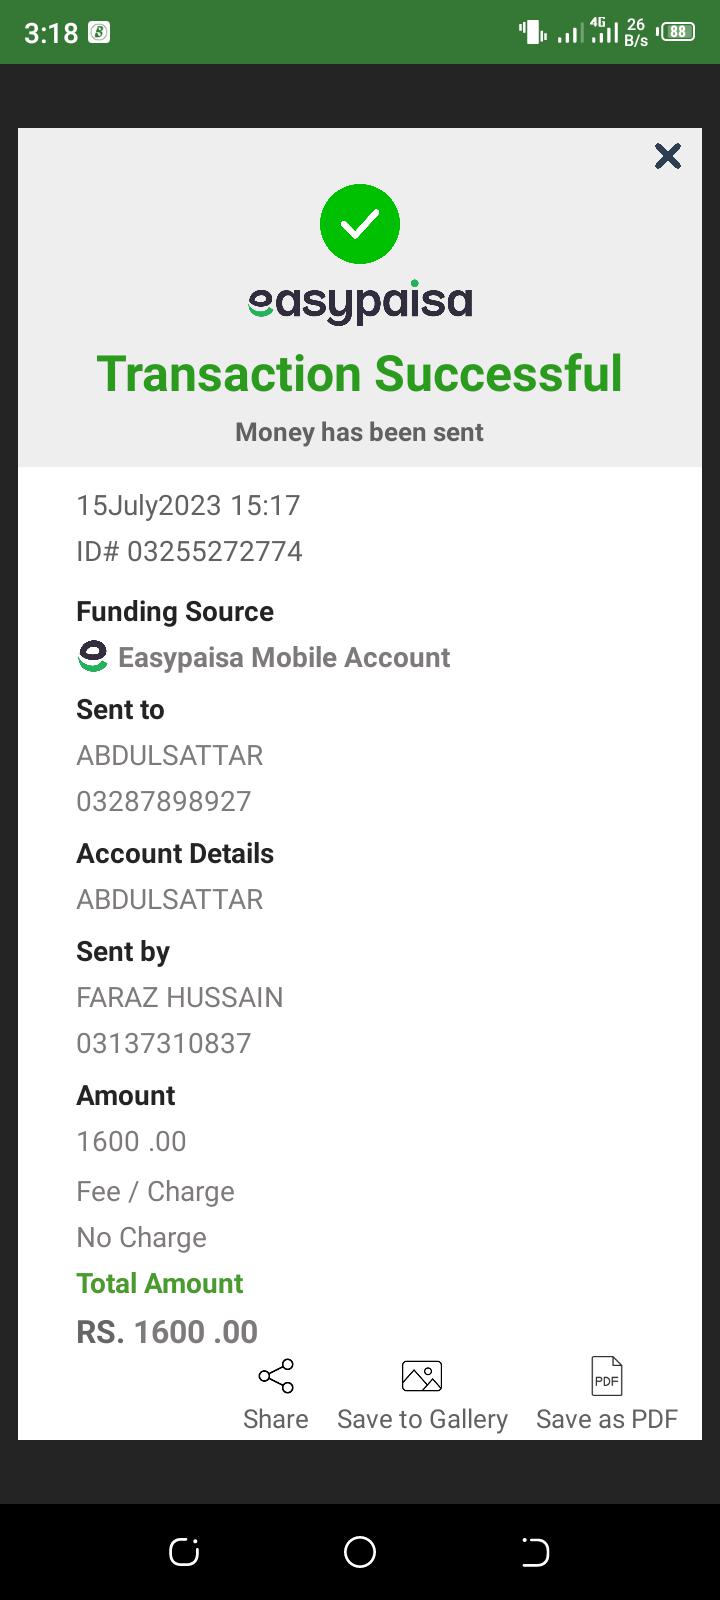 3:18
4G
26
B/s
88
easypaisa
Transaction Successful
Money has been sent
15July2023 15:17
ID# 03255272774
Funding Source
Easypaisa Mobile Account
Sent to
ABDULSATTAR
03287898927
Account Details
ABDULSATTAR
Sent by
FARAZ HUSSAIN
03137310837
Amount
1600 .00
Fee / Charge
No Charge
Total Amount
RS. 1600 .00
PDF
Share
Save to Gallery
Save as PDF